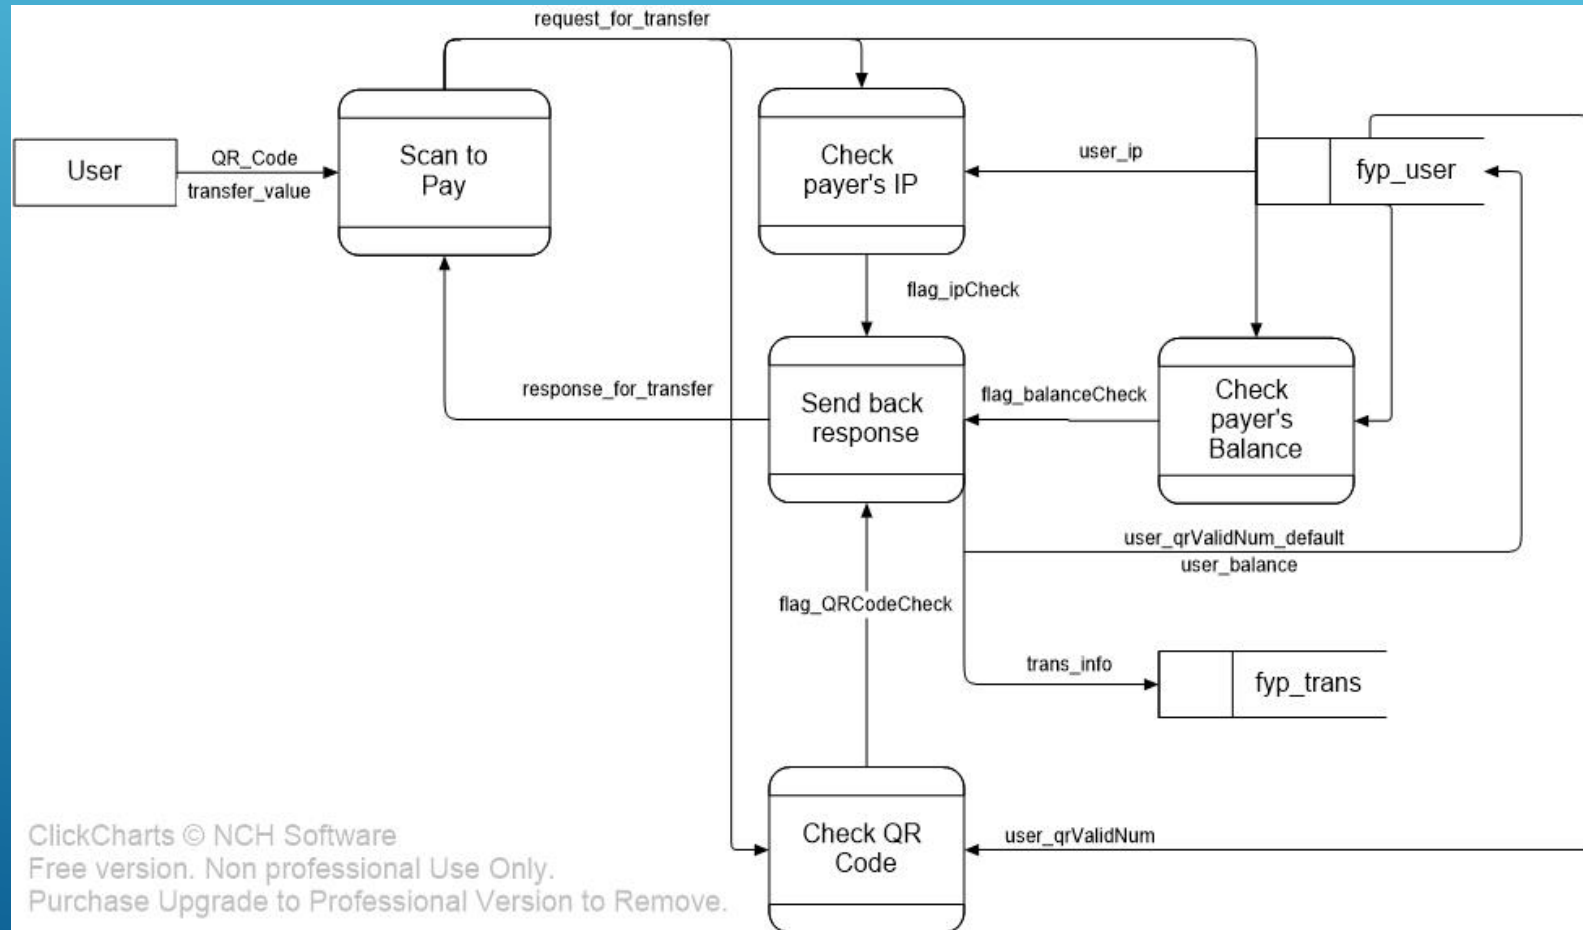 request_for_transfer
User
QR_Code
transfer_value
Scan to
Pay
Check
payer's IP
user_ip
fyp_user
flag_ipCheck
response_for_transfer
Send back
response
flag_balanceCheck
Check
payer's
Balance
user_qrValidNum_default
user_balance
flag_QRCodeCheck
trans_info
fyp_trans
Check QR
Code
user_qrValidNum
ClickCharts © NCH Software
Free version. Non professional Use Only.
Purchase Upgrade to Professional Version to Remove.